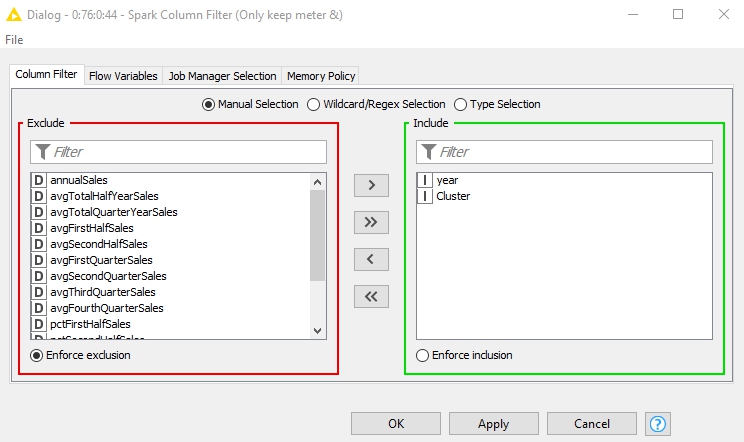 Dialog - 0:76:0:44 - Spark Column Filter (Only keep meter &)
File
Column Filter Flow Variables Job Manager Selection Memory Policy
Manual Selection Wildcard/Regex Selection Type Selection
Exclude
Filter
D annualSales
D avgTotalHalfYearSales
D avgTotalQuarterYearSales
D avgFirstHalfSales
D avgSecondHalfSales
D avgFirstQuarterSales
D avgSecondQuarterSales
D avgThirdQuarterSales
D avgFourthQuarterSales
D pctFirstHalfSales
D pctSecondHalfSales
Enforce exclusion
>
>>
<
<<
Include
Filter
I year
I Cluster
Enforce inclusion
OK Apply Cancel ?